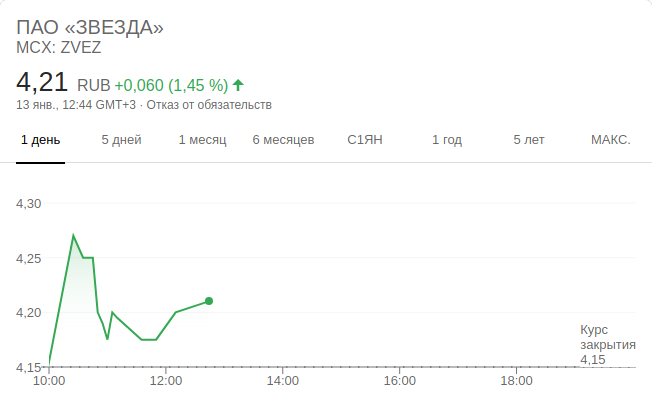 ПАО «ЗВЕЗДА»
MCX: ZVEZ
4,21 RUB +0,060 (1,45 %)
13 янв., 12:44 GMT+3 · Отказ от обязательств
1 день 5 дней 1 месяц 6 месяцев С1ЯН 1 год 5 лет МАКС.
4,30
4,25
4,20
4,15
Курс
закрытия
4,15
10:00 12:00 14:00 16:00 18:00